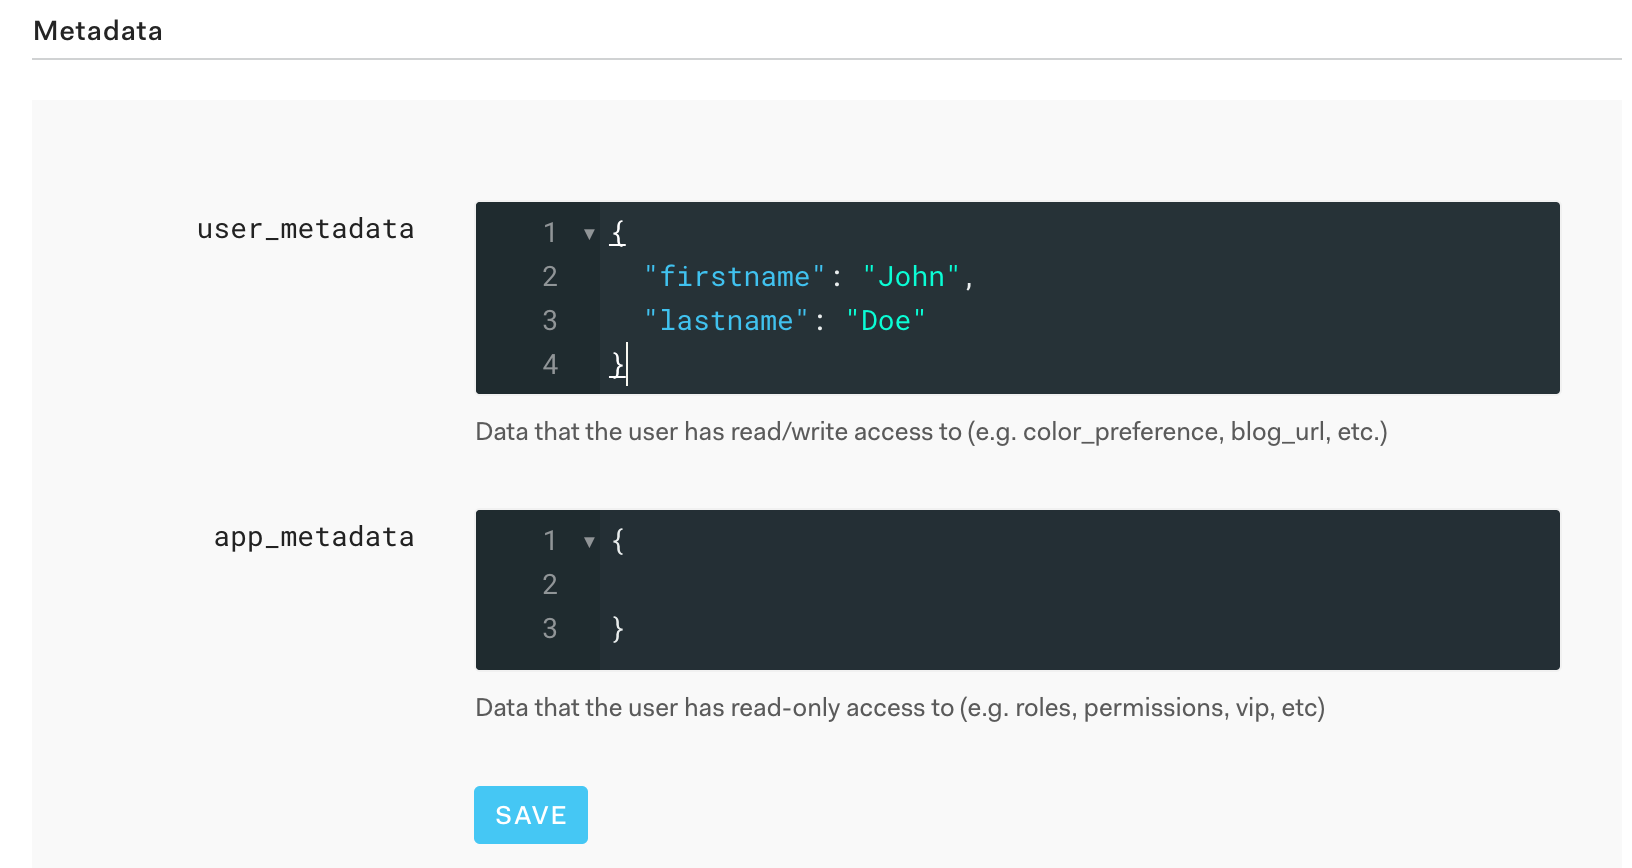 Metadata
user_metadata
1 ▼ {
2 "firstname": "John",
3 "lastname": "Doe"
4 }
Data that the user has read/write access to (e.g. color_preference, blog_url, etc.)
app_metadata
1 ▼ {
2
3 }
Data that the user has read-only access to (e.g. roles, permissions, vip, etc)
SAVE